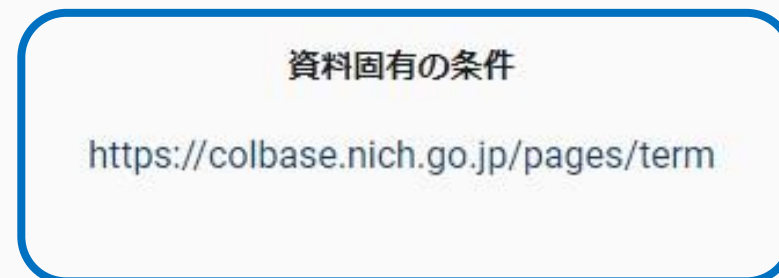 資料固有の条件
https://colbase.nich.go.jp/pages/term